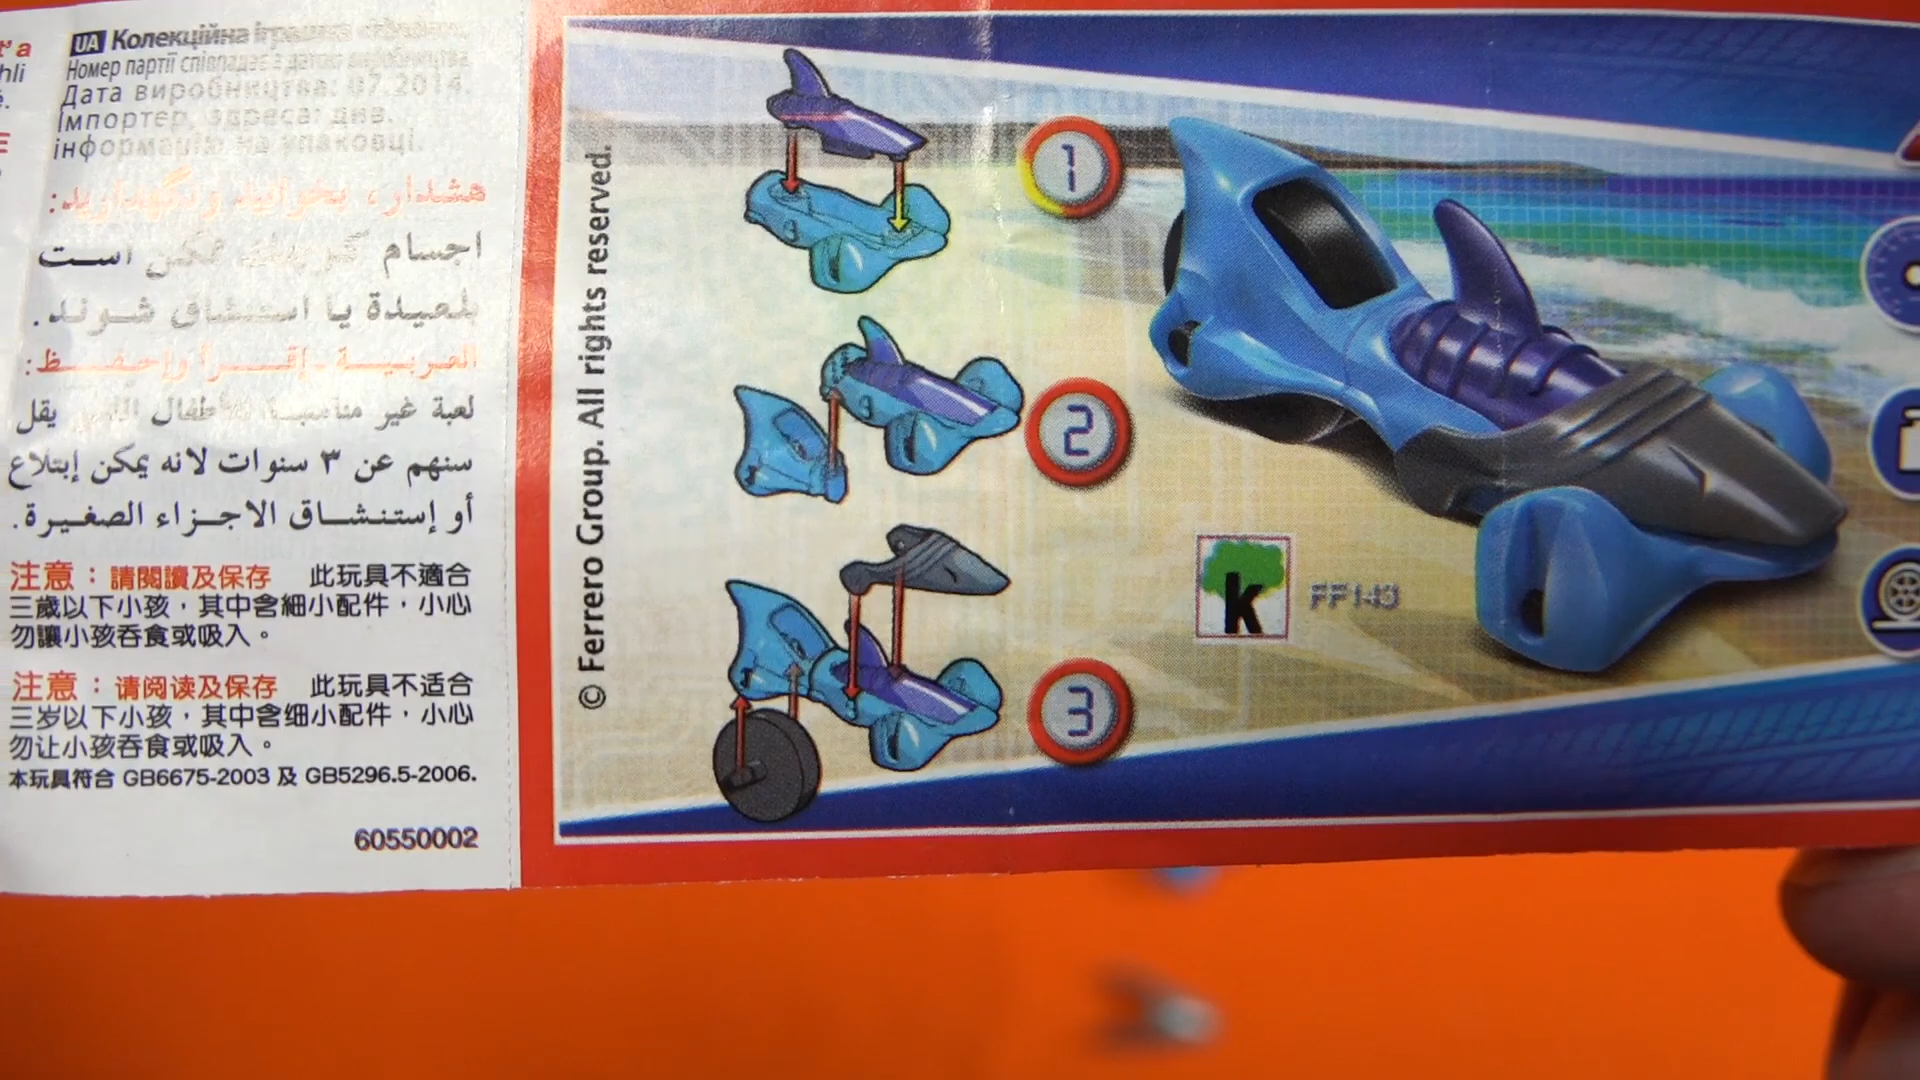 t' a
hli
UA Колекційна іграшка
Номер партії співпадає з датою виробництва.
Дата виробництва: 07.2014.
Імпортер, адреса: див.
інформацію на упаковці.
هشدار، بخوانید ونگهدارید:
اجسام کوچک ممکن است
بلعیده یا استنشاق شوند.
العربية - إقرأ وإحفظ:
لعبة غير مناسبة للأطفال الذين يقل
سنهم عن ٣ سنوات لانه يمكن إبتلاع
أو إستنشاق الاجزاء الصغيرة.
注意：請閱讀及保存 此玩具不適合
三歲以下小孩，其中含細小配件，小心
勿讓小孩吞食或吸入。
注意：请阅读及保存 此玩具不适合
三岁以下小孩，其中含细小配件，小心
勿让小孩吞食或吸入。
本玩具符合 GB6675-2003 及 GB5296.5-2006.
60550002
© Ferrero Group. All rights reserved.
1
2
3
k
FF143